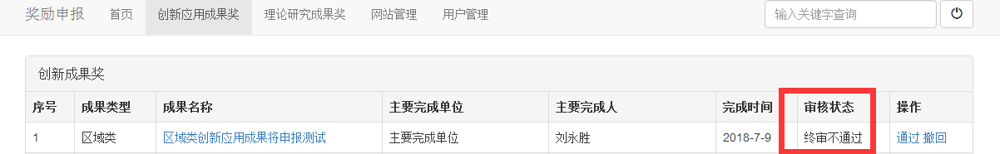 奖励申报 首页 创新应用成果奖 理论研究成果奖 网站管理 用户管理 输入关键字查询
创新成果奖
序号 成果类型 成果名称 主要完成单位 主要完成人 完成时间 审核状态 操作
1 区域类 区域类创新应用成果将申报测试 主要完成单位 刘永胜 2018-7-9 终审不通过 通过 撤回